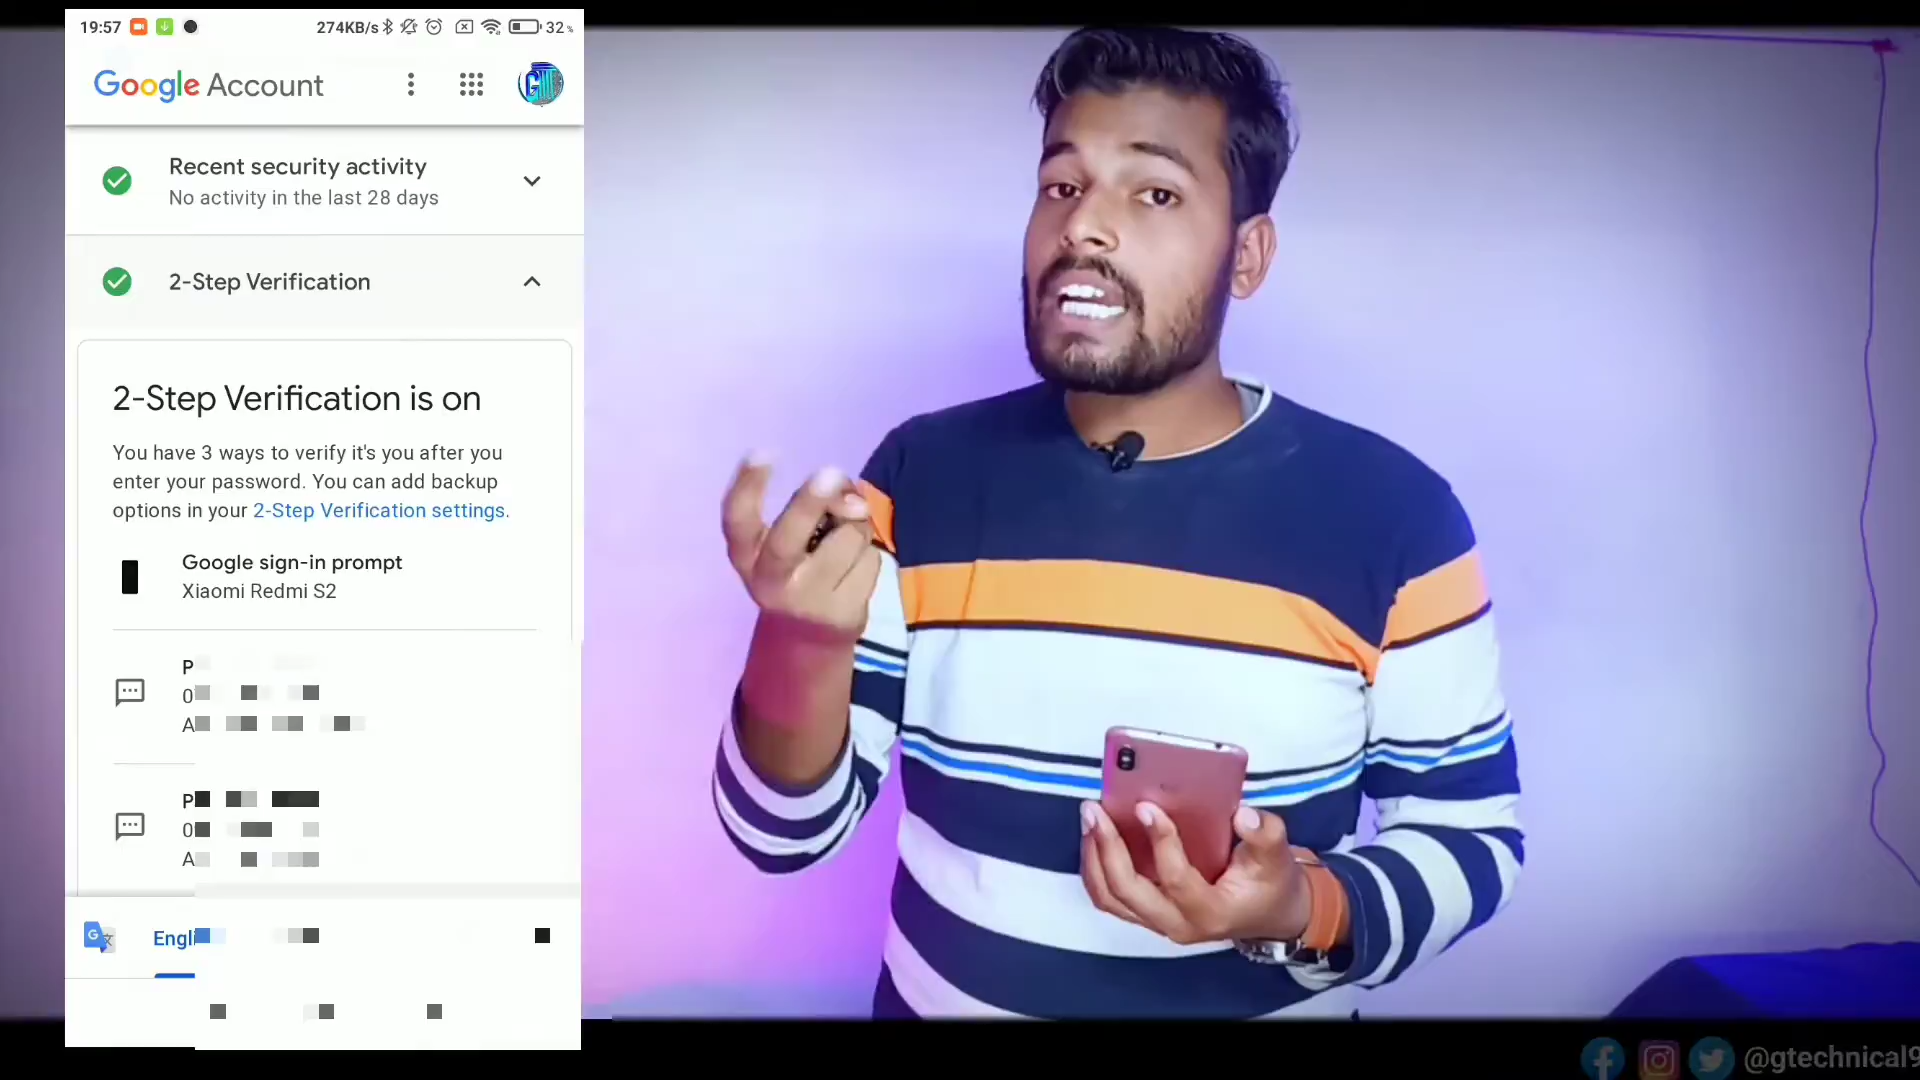 19:57 274KB/s 32%
Google Account
Recent security activity
No activity in the last 28 days
2-Step Verification
2-Step Verification is on
You have 3 ways to verify it's you after you
enter your password. You can add backup
options in your 2-Step Verification settings.
Google sign-in prompt
Xiaomi Redmi S2
@gtechnical9